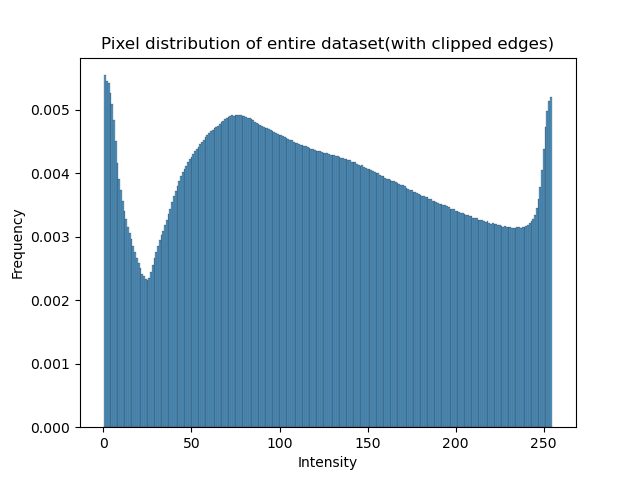 Pixel distribution of entire dataset(with clipped edges)
0.005
0.004
0.003
0.002
0.001
0.000
Frequency
0 50 100 150 200 250
Intensity